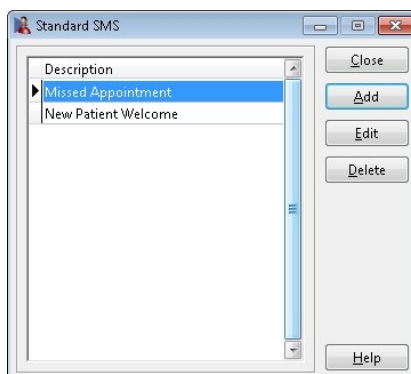 Standard SMS
Description
Missed Appointment
New Patient Welcome
Close
Add
Edit
Delete
Help